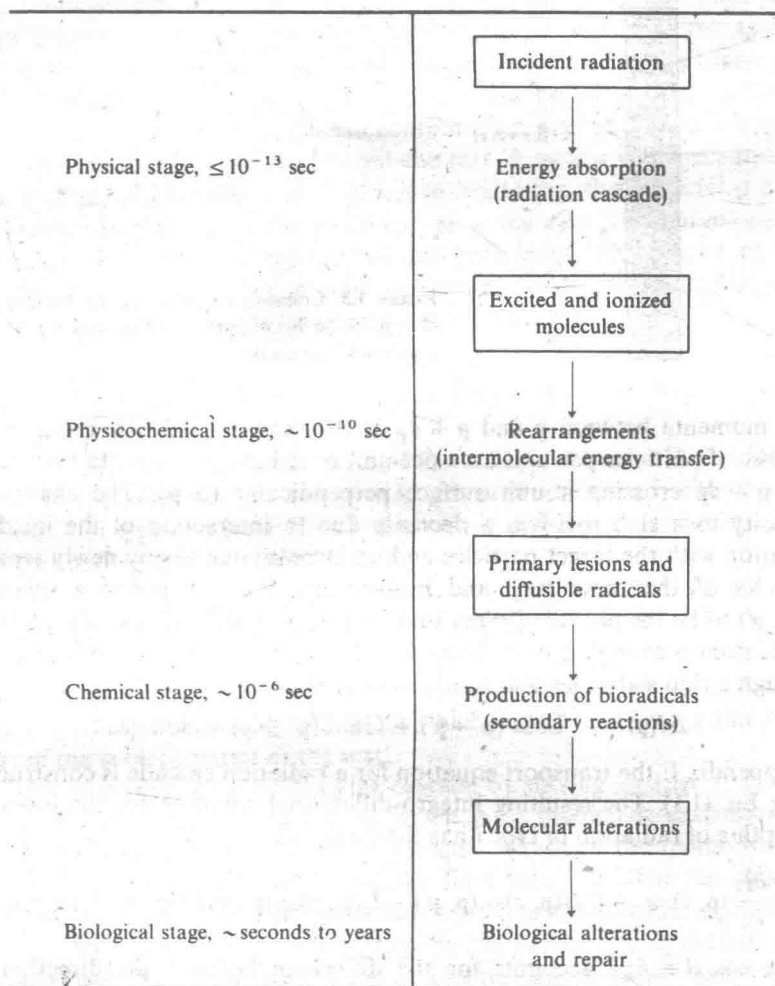 Incident radiation
Physical stage, ≤10⁻¹³ sec
Energy absorption
(radiation cascade)
Excited and ionized
molecules
Physicochemical stage, ~10⁻¹⁰ sec
Rearrangements
(intermolecular energy transfer)
Primary lesions and
diffusible radicals
Chemical stage, ~10⁻⁶ sec
Production of bioradicals
(secondary reactions)
Molecular alterations
Biological stage, ~seconds to years
Biological alterations
and repair